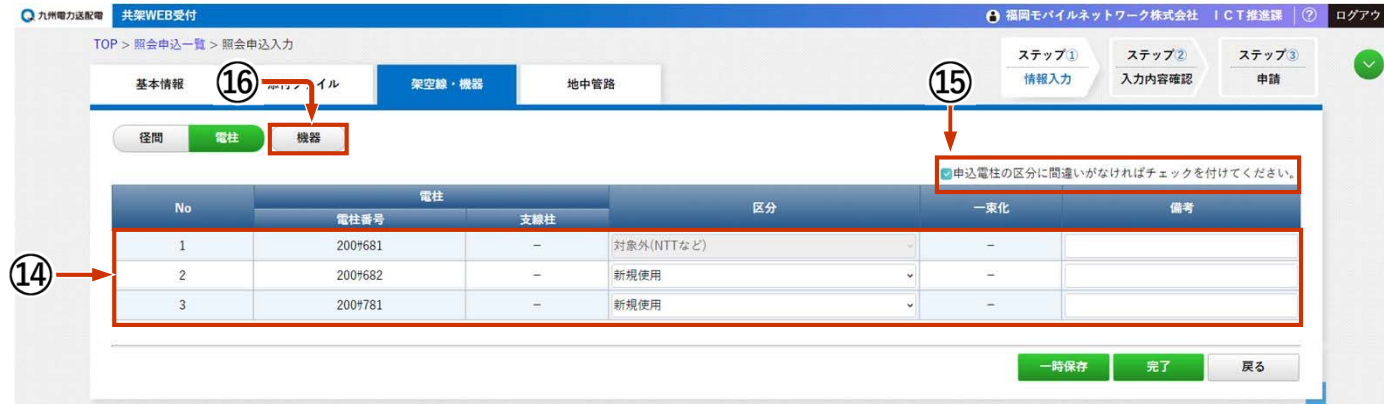 九州電力送配電 共架WEB受付 福岡モバイルネットワーク株式会社 ICT推進課 ? ログアウ
TOP > 照会申込一覧 > 照会申込入力
ステップ① ステップ② ステップ③
情報入力 入力内容確認 申請
基本情報 ⑯ 架空線・機器 地中管路 ⑮
径間 電柱 機器
申込電柱の区分に間違いがなければチェックを付けてください。
No 電柱 区分 一束化 備考
電柱番号 支線柱
⑭
1 200ｻ681 − 対象外(NTTなど) −
2 200ｻ682 − 新規使用 −
3 200ｻ781 − 新規使用 −
一時保存 完了 戻る